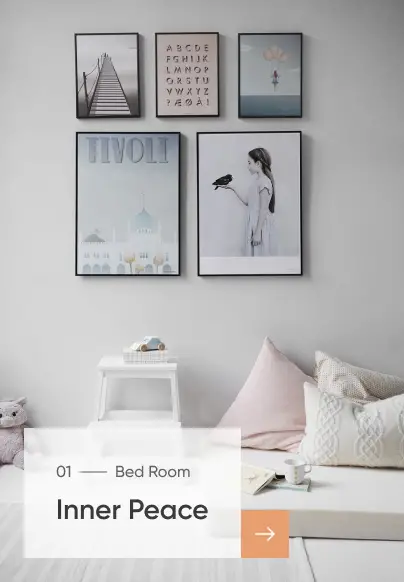 A B C D E
F G H I J K
L M N O P
Q R S T U
V W X Y Z
? Æ Ø Å !
TIVOLI
01 — Bed Room
Inner Peace